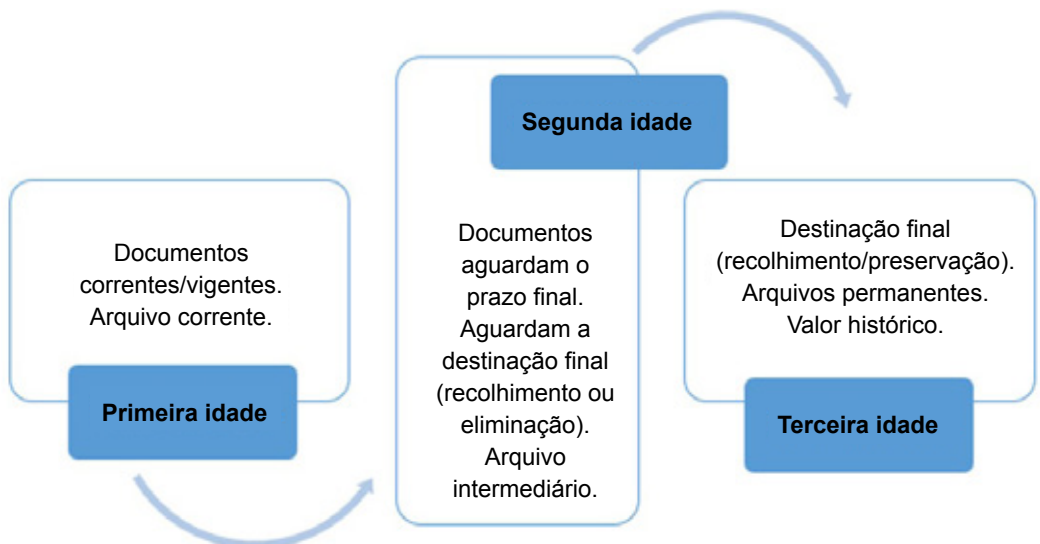 Documentos
correntes/vigentes.
Arquivo corrente.
Primeira idade
Segunda idade
Documentos
aguardam o
prazo final.
Aguardam a
destinação final
(recolhimento ou
eliminação).
Arquivo
intermediário.
Destinação final
(recolhimento/preservação).
Arquivos permanentes.
Valor histórico.
Terceira idade